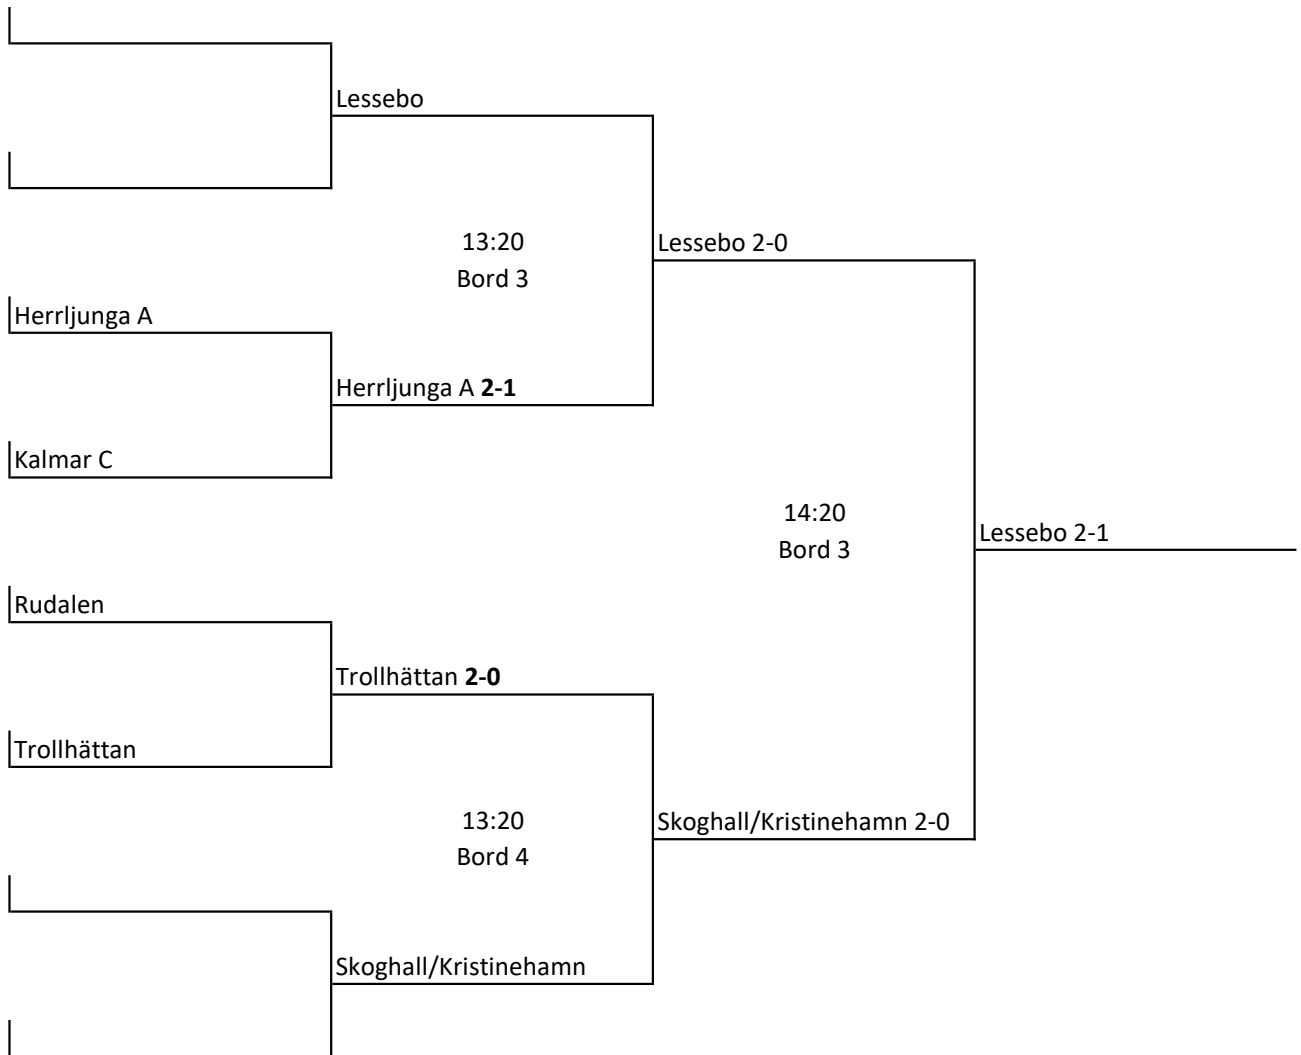 Lessebo
13:20
Bord 3
Lessebo 2-0
Herrljunga A
Herrljunga A 2-1
Kalmar C
14:20
Bord 3
Lessebo 2-1
Rudalen
Trollhättan 2-0
Trollhättan
13:20
Bord 4
Skoghall/Kristinehamn 2-0
Skoghall/Kristinehamn